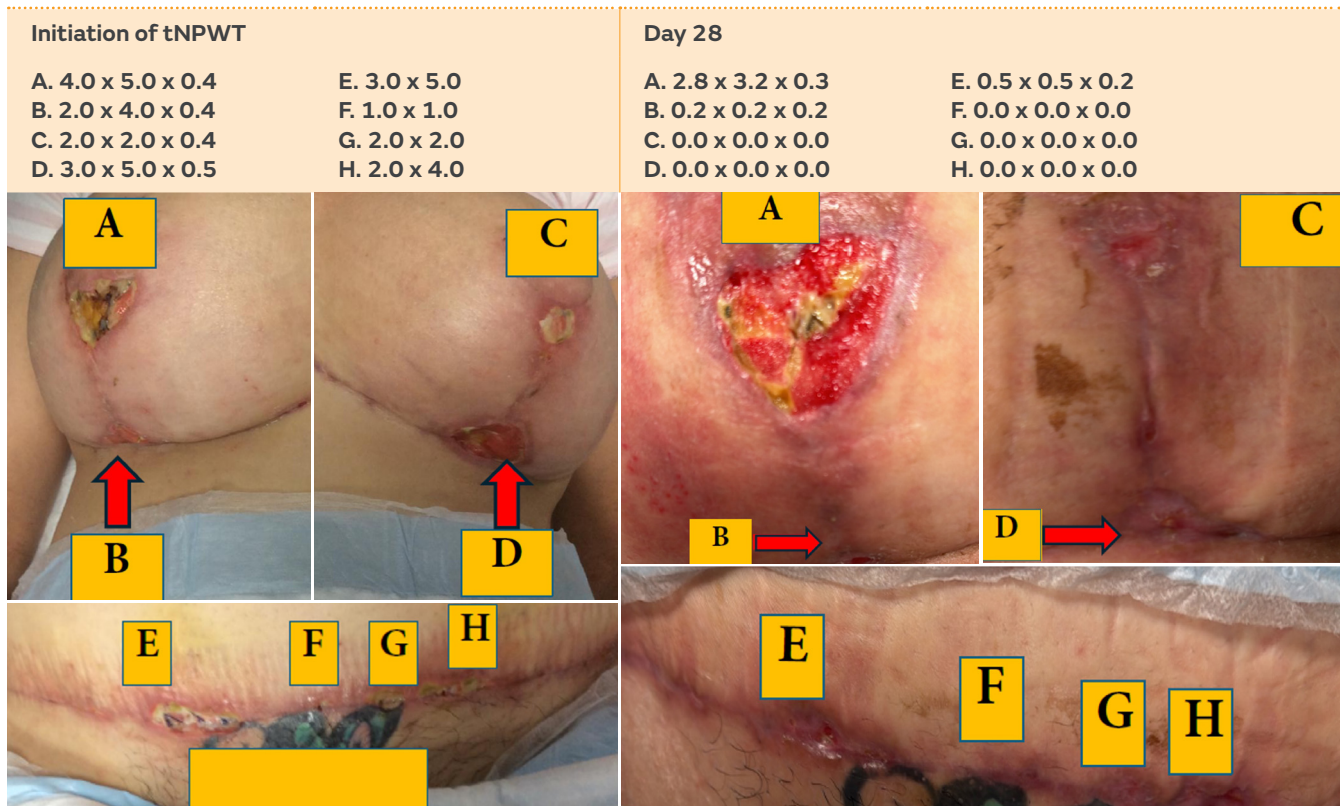 Initiation of tNPWT
A. 4.0 x 5.0 x 0.4
B. 2.0 x 4.0 x 0.4
C. 2.0 x 2.0 x 0.4
D. 3.0 x 5.0 x 0.5
E. 3.0 x 5.0
F. 1.0 x 1.0
G. 2.0 x 2.0
H. 2.0 x 4.0
Day 28
A. 2.8 x 3.2 x 0.3
B. 0.2 x 0.2 x 0.2
C. 0.0 x 0.0 x 0.0
D. 0.0 x 0.0 x 0.0
E. 0.5 x 0.5 x 0.2
F. 0.0 x 0.0 x 0.0
G. 0.0 x 0.0 x 0.0
H. 0.0 x 0.0 x 0.0
A
C
B
D
E
F
G
H
A
C
B
D
E
F
G
H